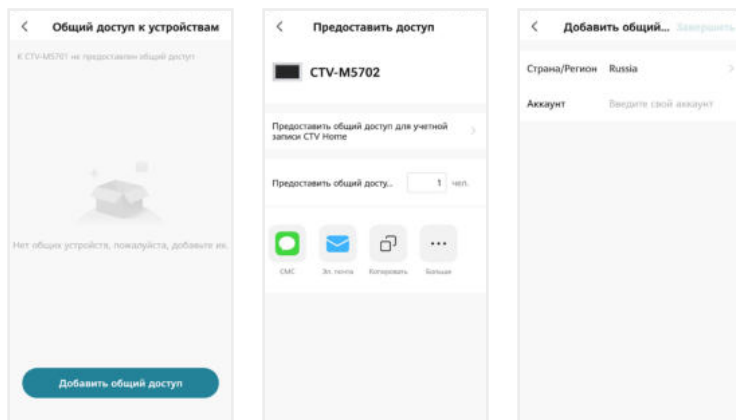 Общий доступ к устройствам
К CTV-M5701 не предоставлен общий доступ
Нет общих устройств, пожалуйста, добавьте их.
Добавить общий доступ
Предоставить доступ
CTV-M5702
Предоставить общий доступ для учетной
записи CTV Home
Предоставить общий досту... 1 чел.
СМС Эл. почта Копировать Больше
Добавить общий... Завершить
Страна/Регион Russia
Аккаунт Введите свой аккаунт